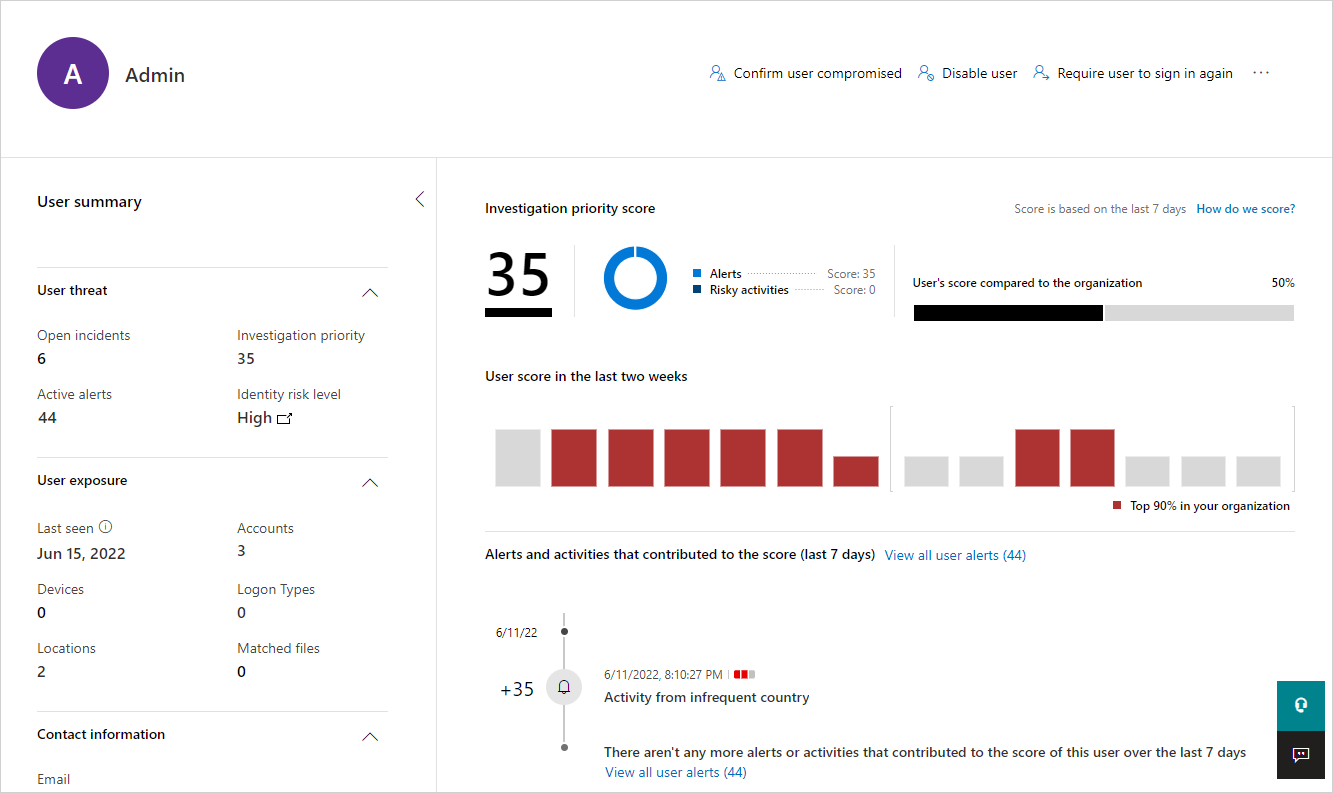 A
Admin
Confirm user compromised
Disable user
Require user to sign in again
...
User summary
User threat
Open incidents
6
Investigation priority
35
Active alerts
44
Identity risk level
High
User exposure
Last seen
Jun 15, 2022
Accounts
3
Devices
0
Logon Types
0
Locations
2
Matched files
0
Contact information
Email
Investigation priority score
Score is based on the last 7 days How do we score?
35
Alerts Score: 35
Risky activities Score: 0
User's score compared to the organization 50%
User score in the last two weeks
Top 90% in your organization
Alerts and activities that contributed to the score (last 7 days) View all user alerts (44)
6/11/22
+35
6/11/2022, 8:10:27 PM
Activity from infrequent country
There aren't any more alerts or activities that contributed to the score of this user over the last 7 days
View all user alerts (44)